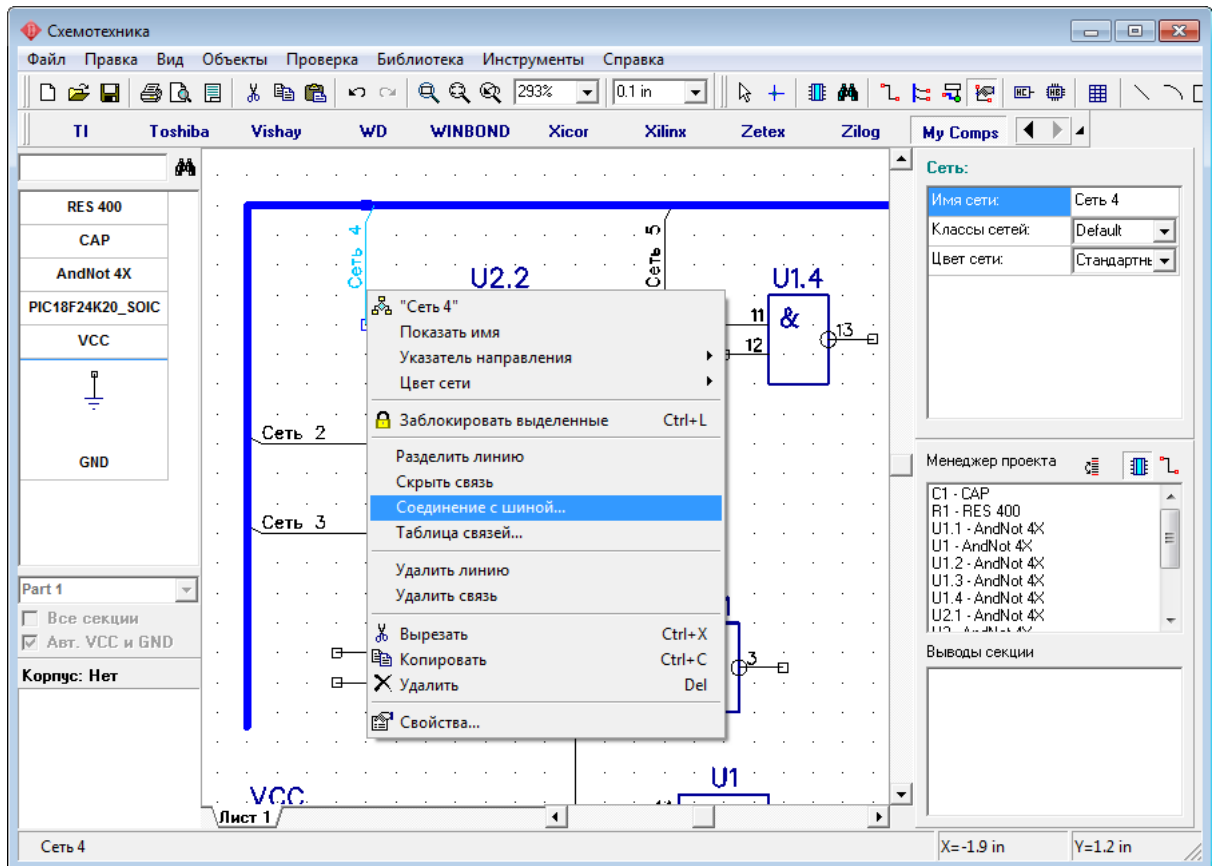 Схемотехника
Файл Правка Вид Объекты Проверка Библиотека Инструменты Справка
293% 0.1 in
TI Toshiba Vishay WD WINBOND Xicor Xilinx Zetex Zilog My Comps
RES 400
CAP
AndNot 4X
PIC18F24K20_SOIC
VCC
GND
Part 1
Все секции
Авт. VCC и GND
Корпус: Нет
Сеть 4
Сеть 5
U2.2
U1.4
11
&
13
12
Сеть 2
Сеть 3
3
U1
VCC
Лист 1
"Сеть 4"
Показать имя
Указатель направления
Цвет сети
Заблокировать выделенные Ctrl+L
Разделить линию
Скрыть связь
Соединение с шиной...
Таблица связей...
Удалить линию
Удалить связь
Вырезать Ctrl+X
Копировать Ctrl+C
Удалить Del
Свойства...
Сеть:
Имя сети: Сеть 4
Классы сетей: Default
Цвет сети: Стандартнь
Менеджер проекта
C1 - CAP
R1 - RES 400
U1.1 - AndNot 4X
U1 - AndNot 4X
U1.2 - AndNot 4X
U1.3 - AndNot 4X
U1.4 - AndNot 4X
U2.1 - AndNot 4X
Выводы секции
Сеть 4 X=-1.9 in Y=1.2 in